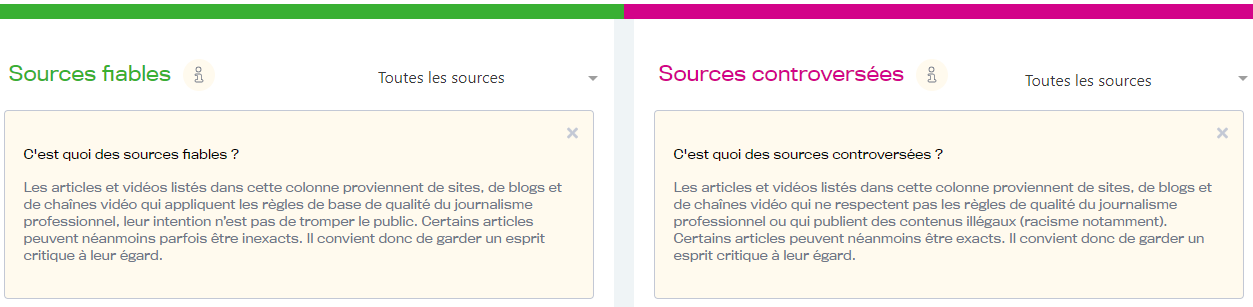 Sources fiables
Toutes les sources
C'est quoi des sources fiables ?
Les articles et vidéos listés dans cette colonne proviennent de sites, de blogs et
de chaînes vidéo qui appliquent les règles de base de qualité du journalisme
professionnel, leur intention n'est pas de tromper le public. Certains articles
peuvent néanmoins parfois être inexacts. Il convient donc de garder un esprit
critique à leur égard.
Sources controversées
Toutes les sources
C'est quoi des sources controversées ?
Les articles et vidéos listés dans cette colonne proviennent de sites, de blogs et
de chaînes vidéo qui ne respectent pas les règles de qualité du journalisme
professionnel ou qui publient des contenus illégaux (racisme notamment).
Certains articles peuvent néanmoins être exacts. Il convient donc de garder un
esprit critique à leur égard.